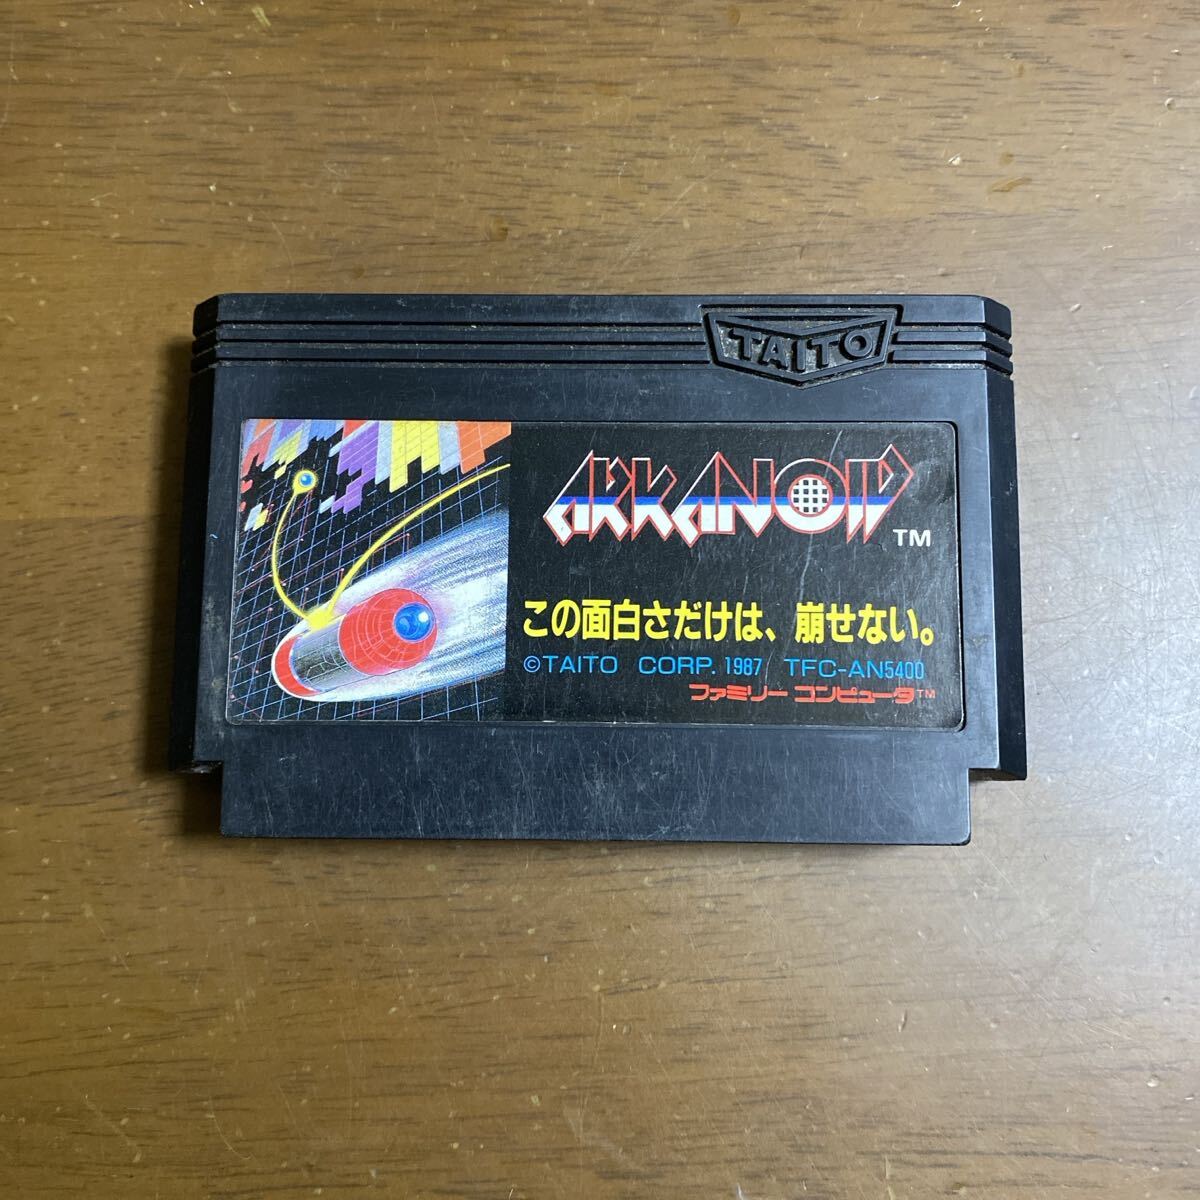 TAITO
ARKANOID
TM
この面白さだけは、崩せない。
©TAITO CORP. 1987 TFC-AN5400
ファミリー コンピュータ™